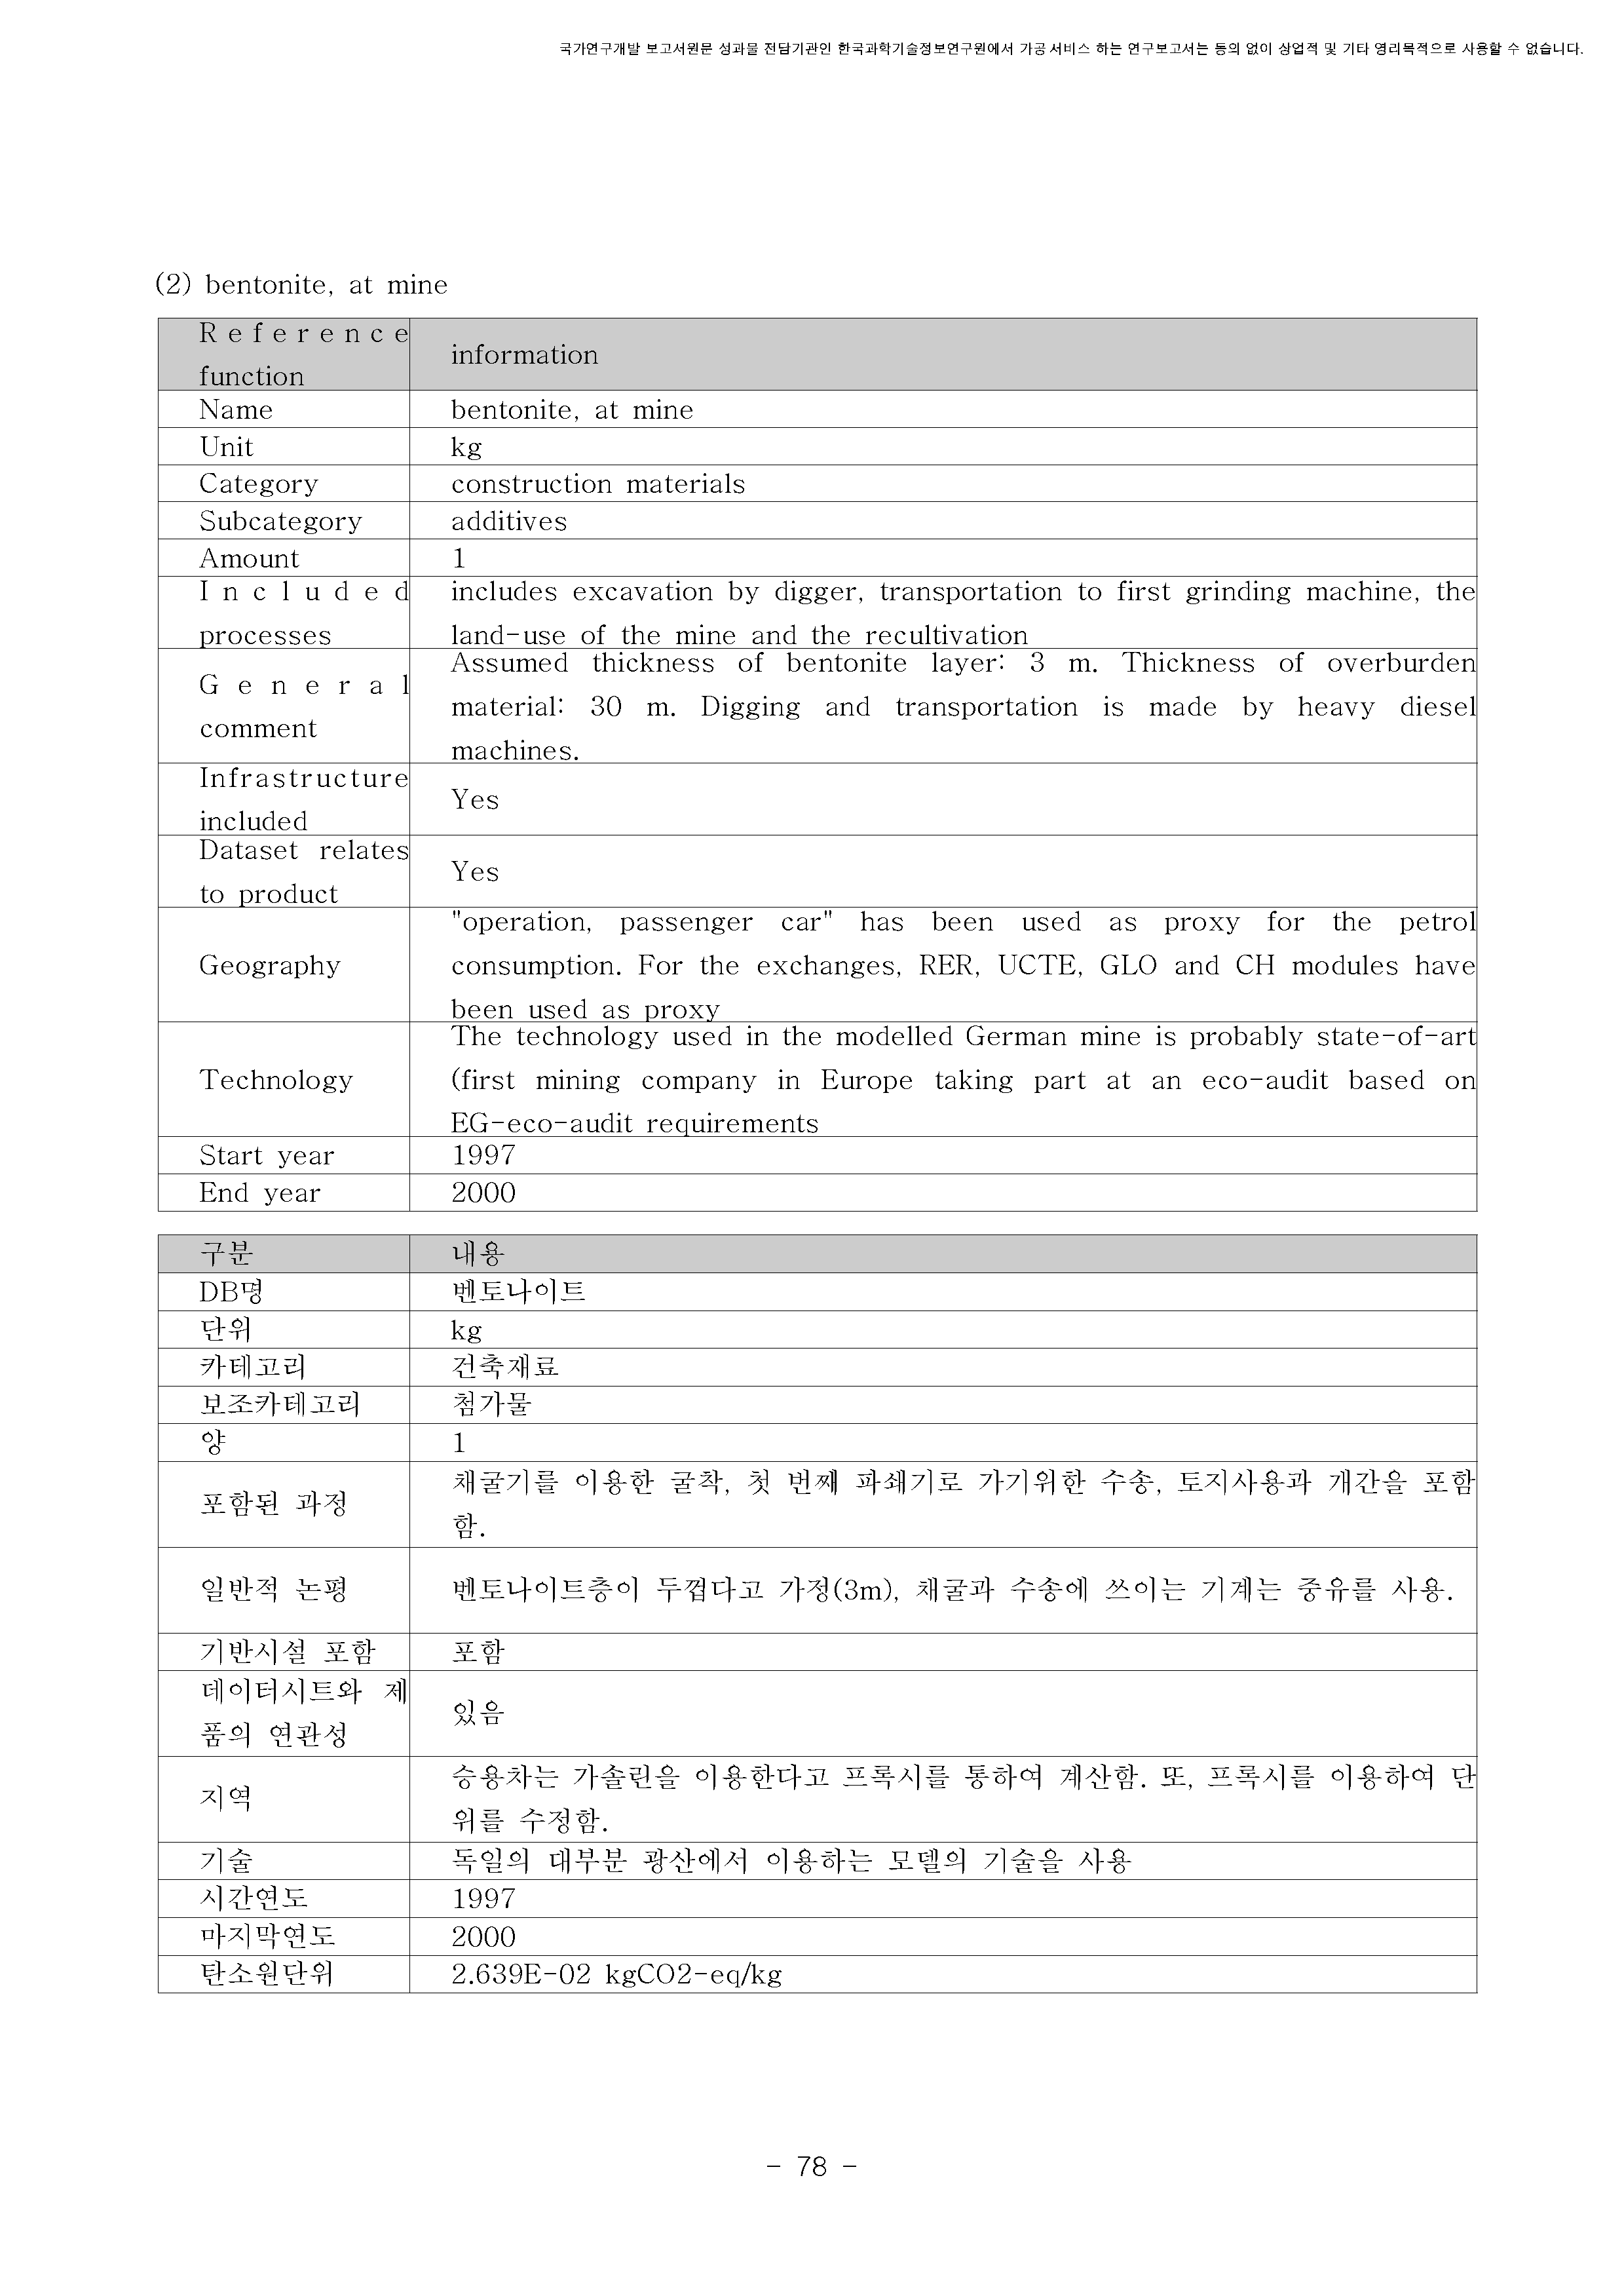 국가연구개발 보고서원문 성과물 전담기관인 한국과학기술정보연구원에서 가공·서비스 하는 연구보고서는 동의 없이 상업적 및 기타 영리목적으로 사용할 수 없습니다.
(2) bentonite, at mine
Reference
function
information
Name
bentonite, at mine
Unit
kg
Category
construction materials
Subcategory
additives
Amount
1
Included
processes
includes excavation by digger, transportation to first grinding machine, the
land-use of the mine and the recultivation
General
comment
Assumed thickness of bentonite layer: 3 m. Thickness of overburden
material: 30 m. Digging and transportation is made by heavy diesel
machines.
Infrastructure
included
Yes
Dataset relates
to product
Yes
Geography
"operation, passenger car" has been used as proxy for the petrol
consumption. For the exchanges, RER, UCTE, GLO and CH modules have
been used as proxy
Technology
The technology used in the modelled German mine is probably state-of-art
(first mining company in Europe taking part at an eco-audit based on
EG-eco-audit requirements
Start year
1997
End year
2000
구분
내용
DB명
벤토나이트
단위
kg
카테고리
건축재료
보조카테고리
첨가물
양
1
포함된 과정
채굴기를 이용한 굴착, 첫 번째 파쇄기로 가기위한 수송, 토지사용과 개간을 포함
함.
일반적 논평
벤토나이트층이 두껍다고 가정(3m), 채굴과 수송에 쓰이는 기계는 중유를 사용.
기반시설 포함
포함
데이터시트와 제
품의 연관성
있음
지역
승용차는 가솔린을 이용한다고 프록시를 통하여 계산함. 또, 프록시를 이용하여 단
위를 수정함.
기술
독일의 대부분 광산에서 이용하는 모델의 기술을 사용
시간연도
1997
마지막연도
2000
탄소원단위
2.639E-02 kgCO2-eq/kg
- 78 -